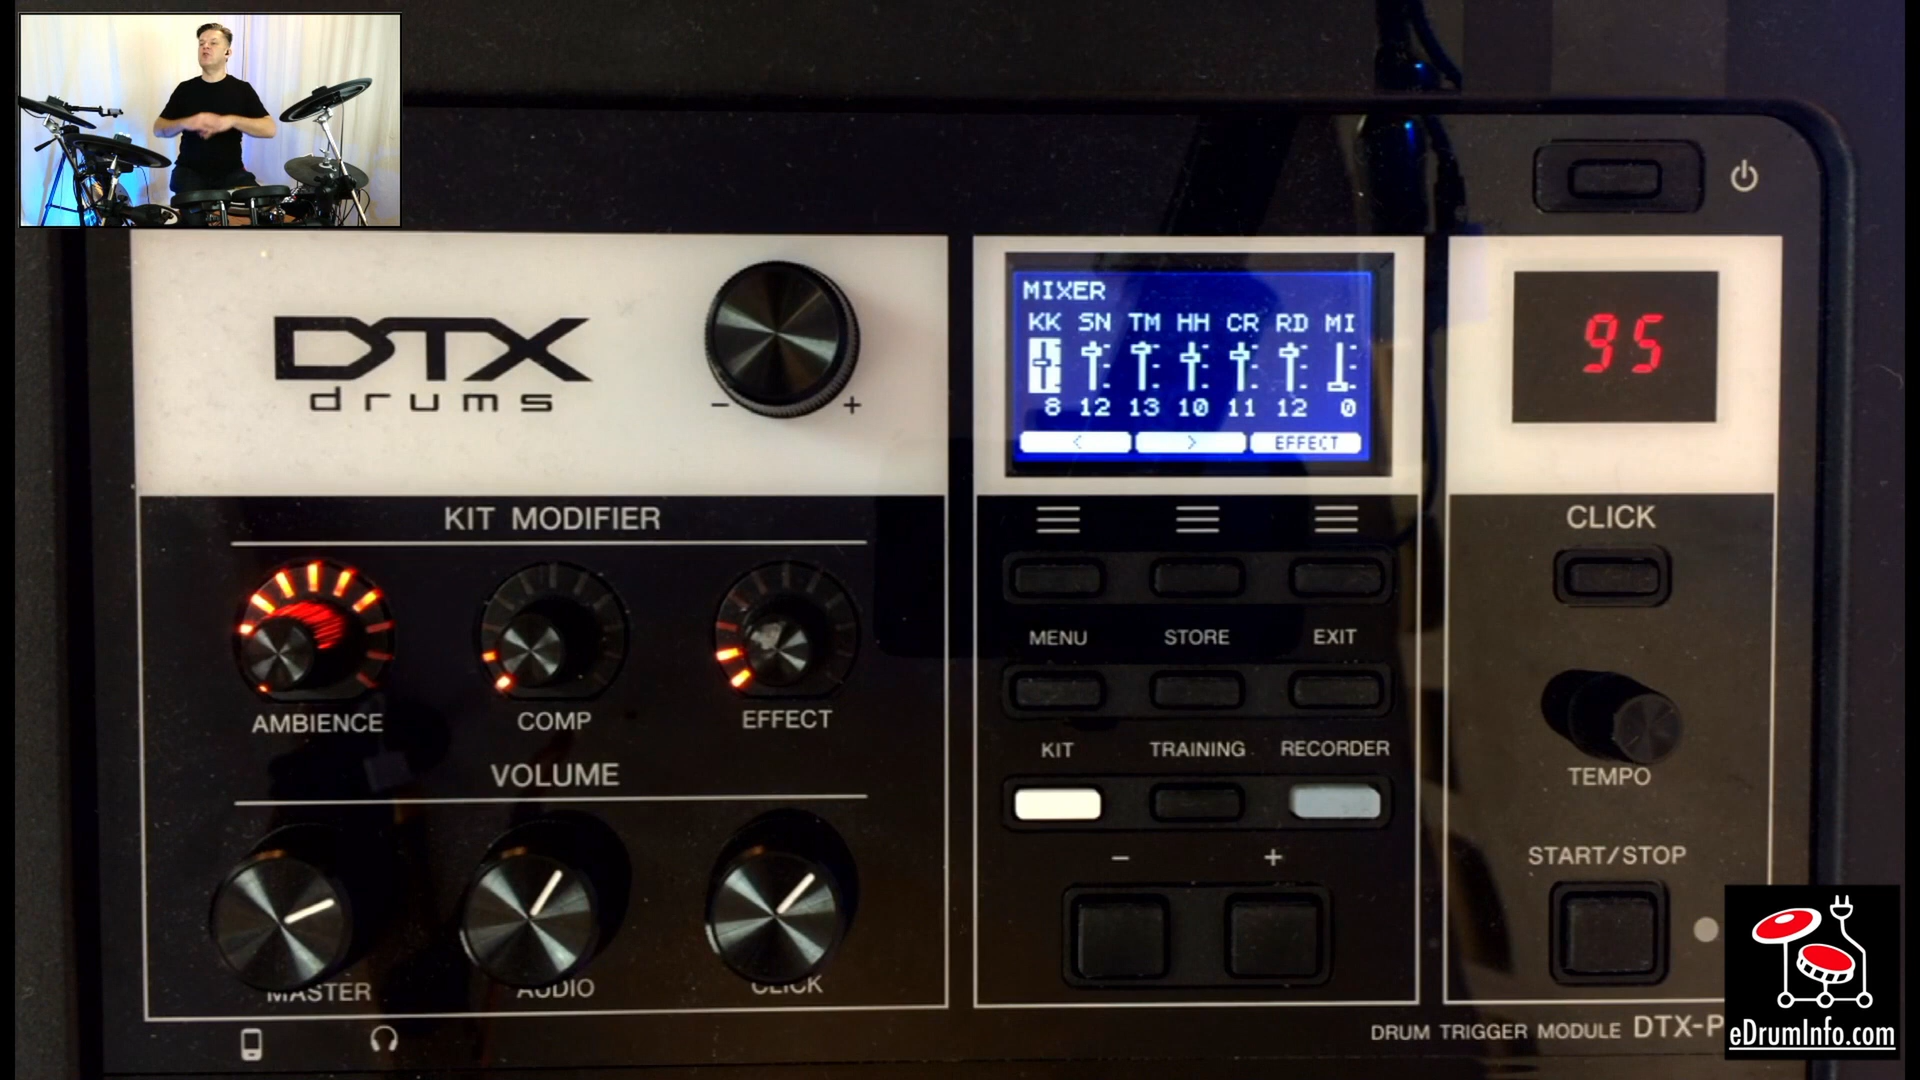 DTX
drums
− +
MIXER
KK SN TM HH CR RD MI
8 12 13 10 11 12 0
< > EFFECT
95
KIT MODIFIER
AMBIENCE COMP EFFECT
VOLUME
MASTER AUDIO CLICK
MENU STORE EXIT
KIT TRAINING RECORDER
− +
CLICK
TEMPO
START/STOP
DRUM TRIGGER MODULE DTX-P
eDrumInfo.com